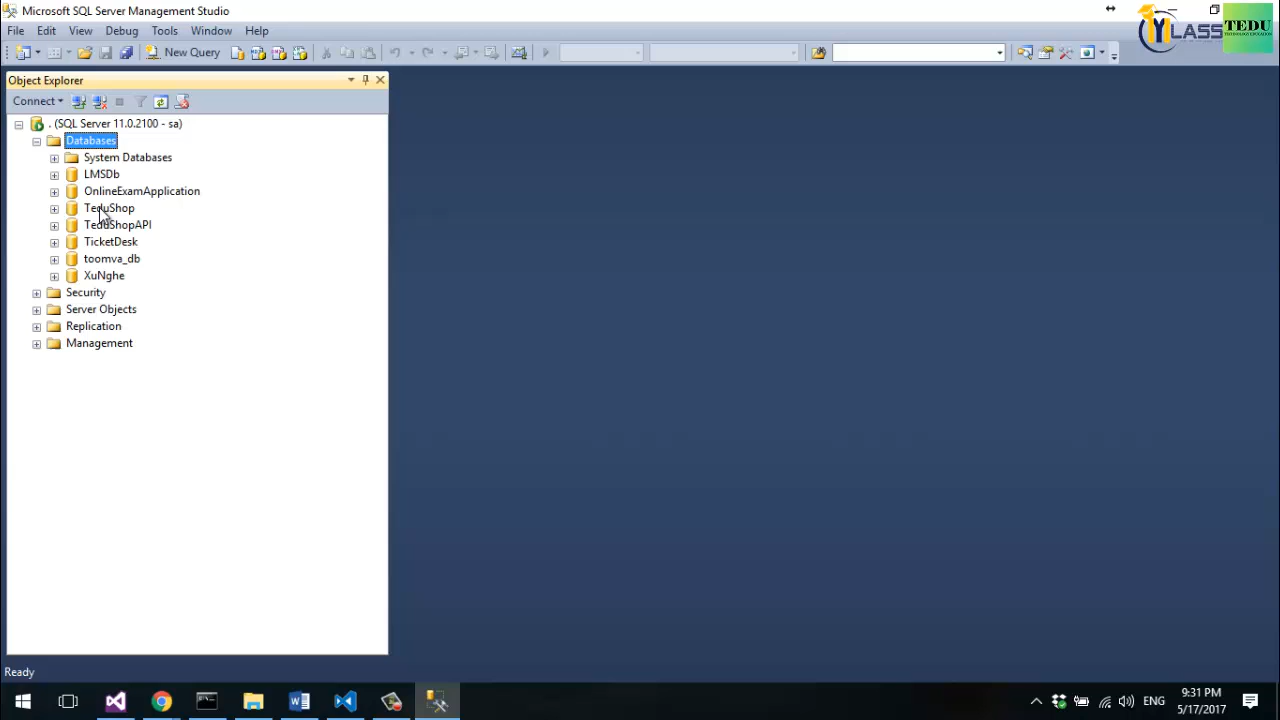 Microsoft SQL Server Management Studio
File Edit View Debug Tools Window Help
New Query
LASS TEDU
Object Explorer
Connect
. (SQL Server 11.0.2100 - sa)
Databases
System Databases
LMSDb
OnlineExamApplication
TeduShop
TeduShopAPI
TicketDesk
toomva_db
XuNghe
Security
Server Objects
Replication
Management
Ready
ENG
9:31 PM
5/17/2017